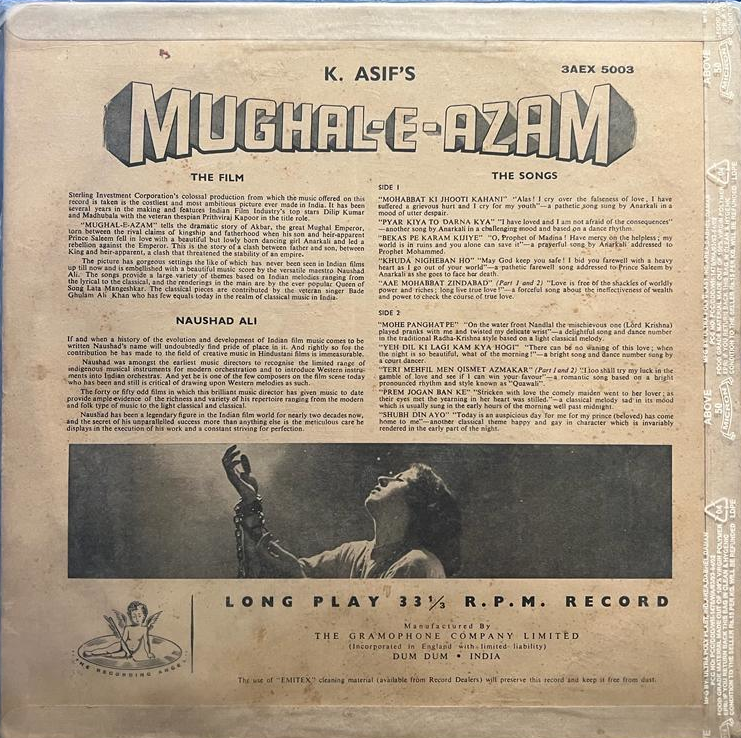 K. ASIF'S
3AEX 5003
MUGHAL-E-AZAM
THE FILM
Sterling Investment Corporation's colossal production from which the music offered on this
record is taken is the costliest and most ambitious picture ever made in India. It has been
several years in the making and features Indian Film Industry's top stars Dilip Kumar
and Madhubala with the veteran thespian Prithviraj Kapoor in the title role.
"MUGHAL-E-AZAM" tells the dramatic story of Akbar, the great Mughal Emperor,
torn between the rival claims of kingship and fatherhood when his son and heir-apparent
Prince Saleem fell in love with a beautiful but lowly born dancing girl Anarkali and led a
rebellion against the Emperor. This is the story of a clash between father and son, between
King and heir-apparent, a clash that threatened the stability of an empire.
The picture has gorgeous settings the like of which has never been seen in Indian films
up till now and is embellished with a beautiful musical score by the versatile maestro Naushad
Ali. The songs provide a large variety of themes based on Indian melodies ranging from
the lyrical to the classical, and the renderings in the main are by the ever popular Queen of
Song Lata Mangeshkar. The classical pieces are contributed by the veteran singer Bade
Ghulam Ali Khan who has few equals today in the realm of classical music in India.
NAUSHAD ALI
If and when a history of the evolution and development of Indian film music comes to be
written Naushad's name will undoubtedly find pride of place in it. And rightly so for the
contribution he has made to the field of creative music in Hindustani films is immeasurable.
Naushad was amongst the earliest music directors to recognise the limited range of
indigenous musical instruments for modern orchestration and to introduce Western instru-
ments into Indian orchestras. And yet he is one of the few composers on the film scene today
who has been and still is critical of drawing upon Western melodies as such.
The forty or fifty odd films in which this brilliant music director has given music to date
provide ample evidence of the richness and variety of his repertoire ranging from the modern
and folk type of music to the light classical and classical.
Naushad has been a legendary figure in the Indian film world for nearly two decades now,
and the secret of his unparallelled success more than anything else is the meticulous care he
displays in the execution of his work and a constant striving for perfection.
THE SONGS
SIDE 1
"MOHABBAT KI JHOOTI KAHANI" "Alas! I cry over the falseness of love, I have
suffered a grievous hurt and I cry for my youth"—a pathetic song sung by Anarkali in a
mood of utter despair.
"PYAR KIYA TO DARNA KYA" "I have loved and I am not afraid of the consequences"
—another song by Anarkali in a challenging mood and based on a dance rhythm.
"BEKAS PE KARAM KIJIYE" "O, Prophet of Madina! Have mercy on the helpless; my
world is in ruins and you alone can save it"—a prayerful song by Anarkali addressed to
Prophet Mohammed.
"KHUDA NIGHEBAN HO" "May God keep you safe! I bid you farewell with a heavy
heart as I go out of your world"—a pathetic farewell song addressed to Prince Saleem by
Anarkali as she goes to face her death.
"AAE MOHABBAT ZINDABAD" (Part 1 and 2) "Love is free of the shackles of worldly
power and riches; long live true love!"—a forceful song about the ineffectiveness of wealth
and power to check the course of true love.
SIDE 2
"MOHE PANGHAT PE" "On the water front Nandlal the mischievous one (Lord Krishna)
played pranks with me and twisted my delicate wrist"—a delightful song and dance number
in the traditional Radha-Krishna style based on a light classical melody.
"YEH DIL KI LAGI KAM KYA HOGI" "There can be no waning of this love; when
the night is so beautiful, what of the morning!"—a bright song and dance number sung by
a court dancer.
"TERI MEHFIL MEN QISMET AZMAKAR" (Part 1 and 2) "I too shall try my luck in the
gamble of love and see if I can win your favour"—a romantic song based on a bright
pronounced rhythm and style known as "Quawali".
"PREM JOGAN BAN KE" "Stricken with love the comely maiden went to her lover; as
their eyes met the yearning in her heart was stilled."—a classical melody sad in its mood
which is usually sung in the early hours of the morning well past midnight.
"SHUBH DIN AYO" "Today is an auspicious day for me for my prince (beloved) has come
home to me"—another classical theme happy and gay in character which is invariably
rendered in the early part of the night.
LONG PLAY 33⅓ R.P.M. RECORD
Manufactured By
THE GRAMOPHONE COMPANY LIMITED
(Incorporated in England with limited liability)
DUM DUM • INDIA
"THE RECORDING ANGEL"
The use of "EMITEX" cleaning material (available from Record Dealers) will preserve this record and keep it free from dust.
ABOVE
50
ABOVE
50
04
LDPE
04
LDPE